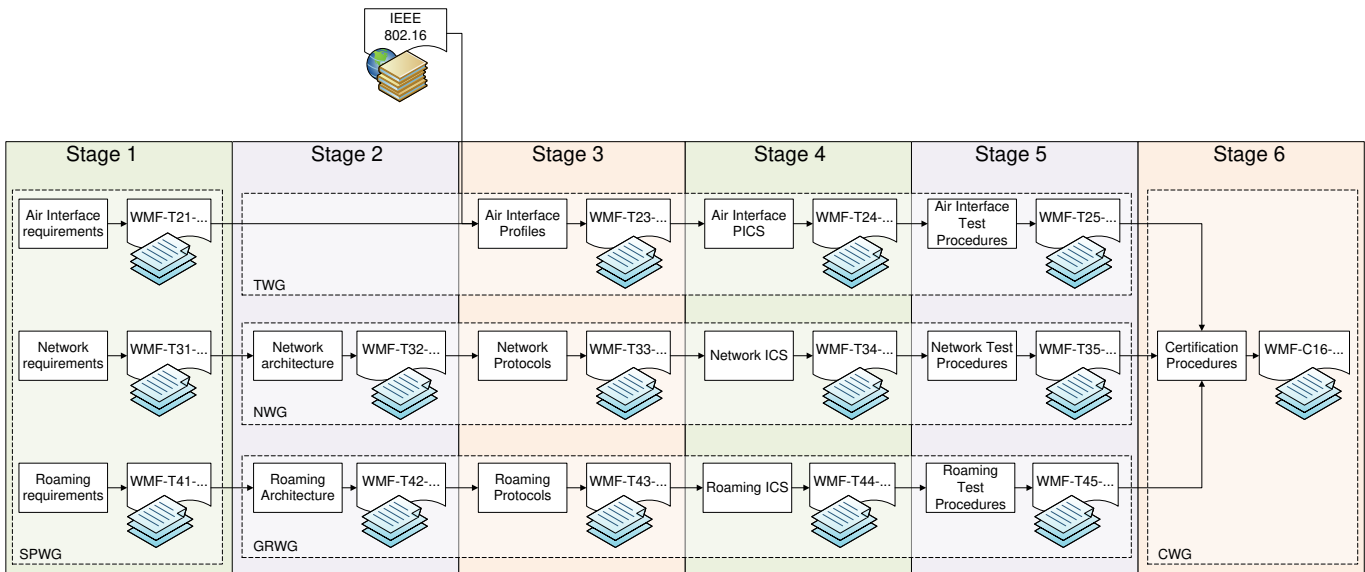 IEEE
802.16
Stage 1
Stage 2
Stage 3
Stage 4
Stage 5
Stage 6
Air Interface
requirements
WMF-T21-...
Air Interface
Profiles
WMF-T23-...
Air Interface
PICS
WMF-T24-...
Air Interface
Test
Procedures
WMF-T25-...
TWG
Network
requirements
WMF-T31-...
Network
architecture
WMF-T32-...
Network
Protocols
WMF-T33-...
Network ICS
WMF-T34-...
Network Test
Procedures
WMF-T35-...
Certification
Procedures
WMF-C16-...
NWG
Roaming
requirements
WMF-T41-...
Roaming
Architecture
WMF-T42-...
Roaming
Protocols
WMF-T43-...
Roaming ICS
WMF-T44-...
Roaming
Test
Procedures
WMF-T45-...
SPWG
GRWG
CWG